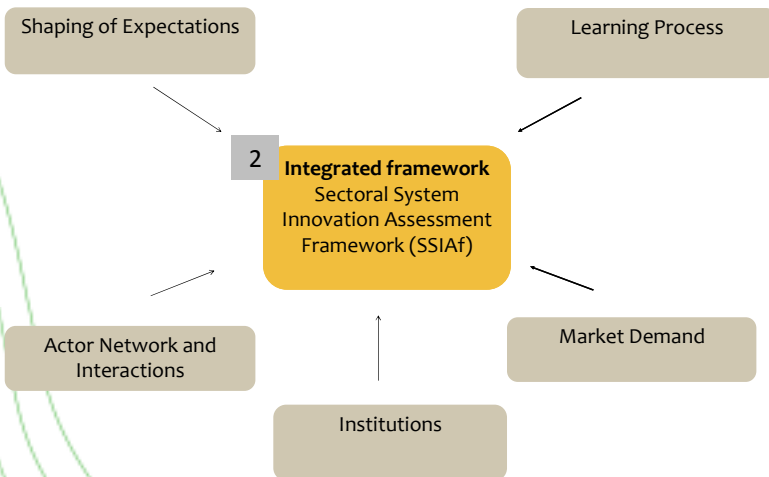 Shaping of Expectations
Learning Process
2
Integrated framework
Sectoral System
Innovation Assessment
Framework (SSIAf)
Actor Network and
Interactions
Market Demand
Institutions